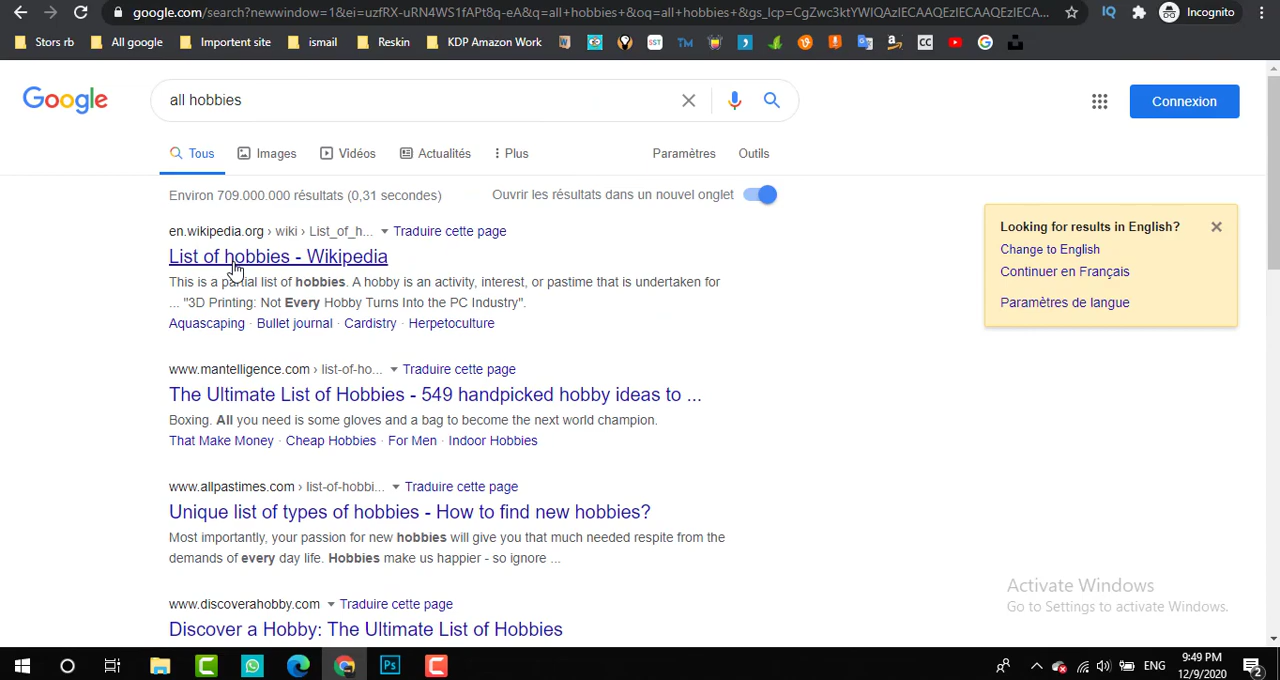 google.com/search?newwindow=1&ei=uzfRX-uRN4WS1fAPt8q-eA&q=all+hobbies+&oq=all+hobbies+&gs_lcp=CgZwc3ktYWIQAzIECAAQEzIECAAQEzIECA... Incognito
Stors rb All google Importent site ismail Reskin KDP Amazon Work
Google all hobbies Connexion
Tous Images Vidéos Actualités Plus Paramètres Outils
Environ 709.000.000 résultats (0,31 secondes) Ouvrir les résultats dans un nouvel onglet
en.wikipedia.org › wiki › List_of_h... Traduire cette page
List of hobbies - Wikipedia
This is a partial list of hobbies. A hobby is an activity, interest, or pastime that is undertaken for
... "3D Printing: Not Every Hobby Turns Into the PC Industry".
Aquascaping · Bullet journal · Cardistry · Herpetoculture
Looking for results in English?
Change to English
Continuer en Français
Paramètres de langue
www.mantelligence.com › list-of-ho... Traduire cette page
The Ultimate List of Hobbies - 549 handpicked hobby ideas to ...
Boxing. All you need is some gloves and a bag to become the next world champion.
That Make Money · Cheap Hobbies · For Men · Indoor Hobbies
www.allpastimes.com › list-of-hobbi... Traduire cette page
Unique list of types of hobbies - How to find new hobbies?
Most importantly, your passion for new hobbies will give you that much needed respite from the
demands of every day life. Hobbies make us happier - so ignore ...
www.discoverahobby.com Traduire cette page
Discover a Hobby: The Ultimate List of Hobbies
Activate Windows
Go to Settings to activate Windows.
ENG 9:49 PM
12/9/2020 2